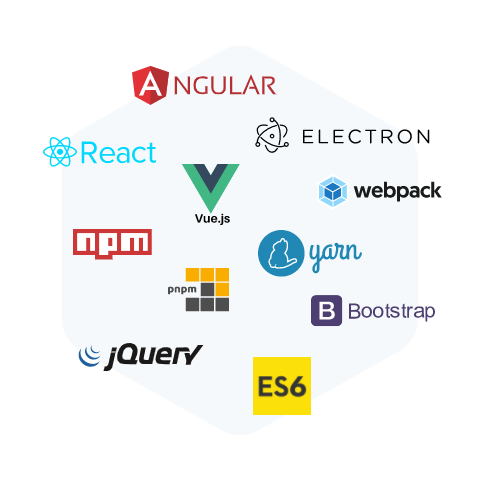 ANGULAR
ELECTRON
React
Vue.js
webpack
npm
yarn
pnpm
B Bootstrap
jQuery
ES6